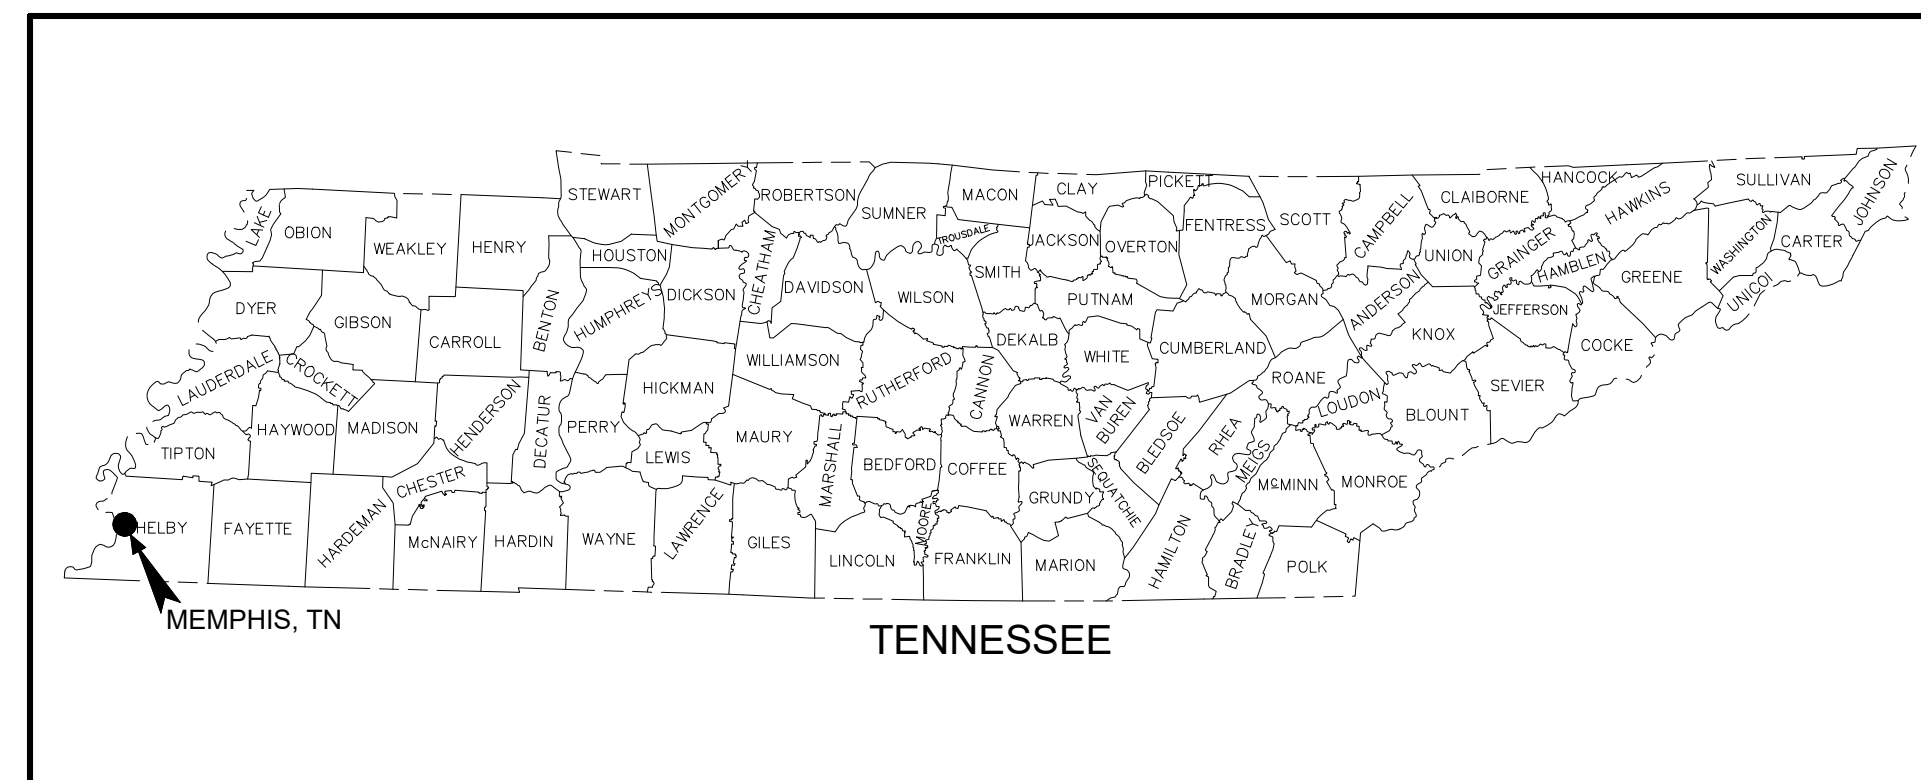 STEWART
MONTGOMERY
ROBERTSON
SUMNER
MACON
CLAY
PICKETT
FENTRESS
SCOTT
CAMPBELL
CLAIBORNE
HANCOCK
HAWKINS
SULLIVAN
JOHNSON
LAKE
OBION
WEAKLEY
HENRY
HOUSTON
CHEATHAM
TROUSDALE
JACKSON
OVERTON
UNION
GRAINGER
HAMBLEN
GREENE
WASHINGTON
CARTER
UNICOI
DYER
GIBSON
CARROLL
BENTON
HUMPHREYS
DICKSON
DAVIDSON
WILSON
SMITH
PUTNAM
MORGAN
ANDERSON
KNOX
JEFFERSON
COCKE
LAUDERDALE
CROCKETT
HICKMAN
WILLIAMSON
RUTHERFORD
CANNON
DEKALB
WHITE
CUMBERLAND
ROANE
LOUDON
BLOUNT
SEVIER
TIPTON
HAYWOOD
MADISON
HENDERSON
DECATUR
PERRY
LEWIS
MAURY
MARSHALL
BEDFORD
COFFEE
WARREN
VAN
BUREN
BLEDSOE
RHEA
MEIGS
McMINN
MONROE
SHELBY
FAYETTE
HARDEMAN
CHESTER
McNAIRY
HARDIN
WAYNE
LAWRENCE
GILES
LINCOLN
MOORE
FRANKLIN
GRUNDY
SEQUATCHIE
MARION
HAMILTON
BRADLEY
POLK
MEMPHIS, TN
TENNESSEE